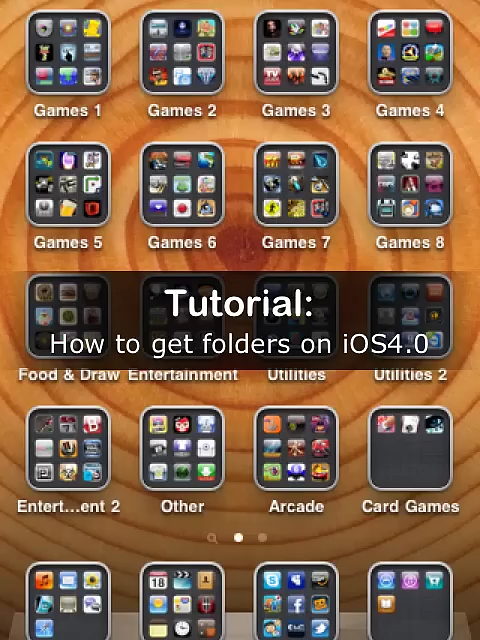 Games 1 Games 2 Games 3 Games 4
Games 5 Games 6 Games 7 Games 8
Tutorial:
How to get folders on iOS4.0
Food & Draw Entertainment Utilities Utilities 2
Entert...ent 2 Other Arcade Card Games
18